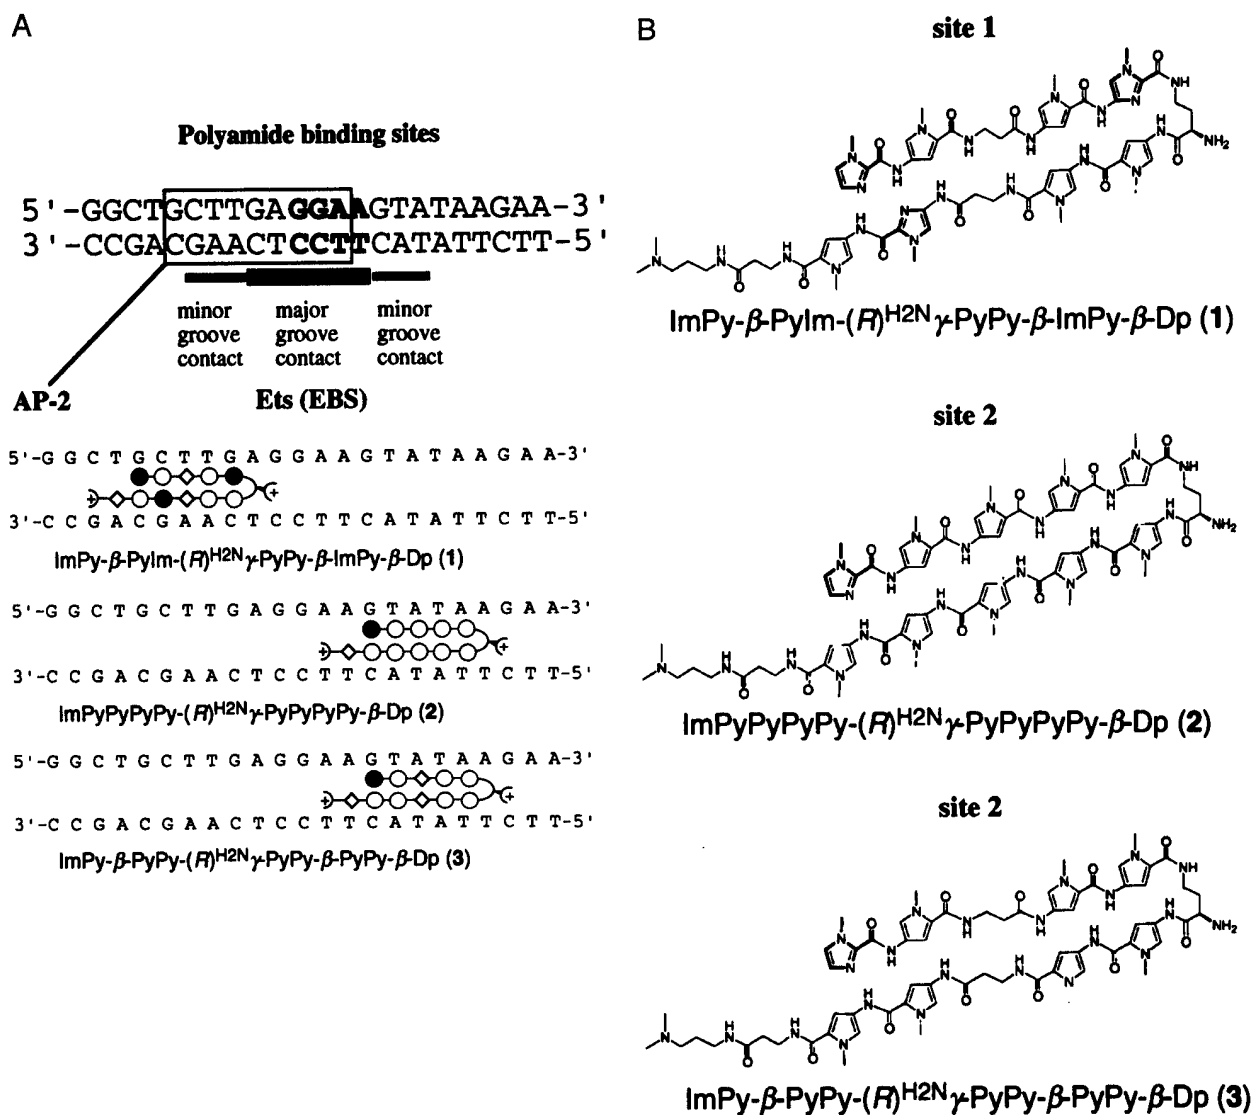 A
Polyamide binding sites
5'-GGCTGCTTGAGGAAGTATAAGAA-3'
3'-CCGACGAACTCCTTCATATTCTT-5'
minor groove contact
major groove contact
minor groove contact
AP-2
Ets (EBS)
5'-G G C T G C T T G A G G A A G T A T A A G A A-3'
3'-C C G A C G A A C T C C T T C A T A T T C T T-5'
ImPy-β-PyIm-(R)H2Nγ-PyPy-β-ImPy-β-Dp (1)
5'-G G C T G C T T G A G G A A G T A T A A G A A-3'
3'-C C G A C G A A C T C C T T C A T A T T C T T-5'
ImPyPyPyPy-(R)H2Nγ-PyPyPyPy-β-Dp (2)
5'-G G C T G C T T G A G G A A G T A T A A G A A-3'
3'-C C G A C G A A C T C C T T C A T A T T C T T-5'
ImPy-β-PyPy-(R)H2Nγ-PyPy-β-PyPy-β-Dp (3)
B
site 1
ImPy-β-PyIm-(R)H2Nγ-PyPy-β-ImPy-β-Dp (1)
site 2
ImPyPyPyPy-(R)H2Nγ-PyPyPyPy-β-Dp (2)
site 2
ImPy-β-PyPy-(R)H2Nγ-PyPy-β-PyPy-β-Dp (3)